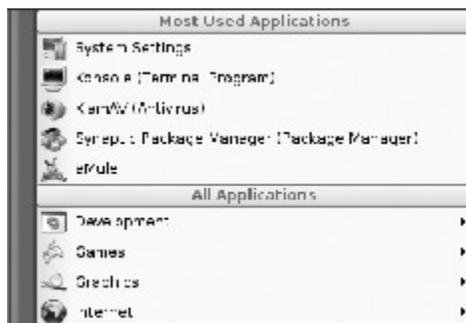 Most Used Applications
System Settings
Konsole (Terminal Program)
KlamAV (Antivirus)
Synaptic Package Manager (Package Manager)
aMule
All Applications
Development
Games
Graphics
Internet